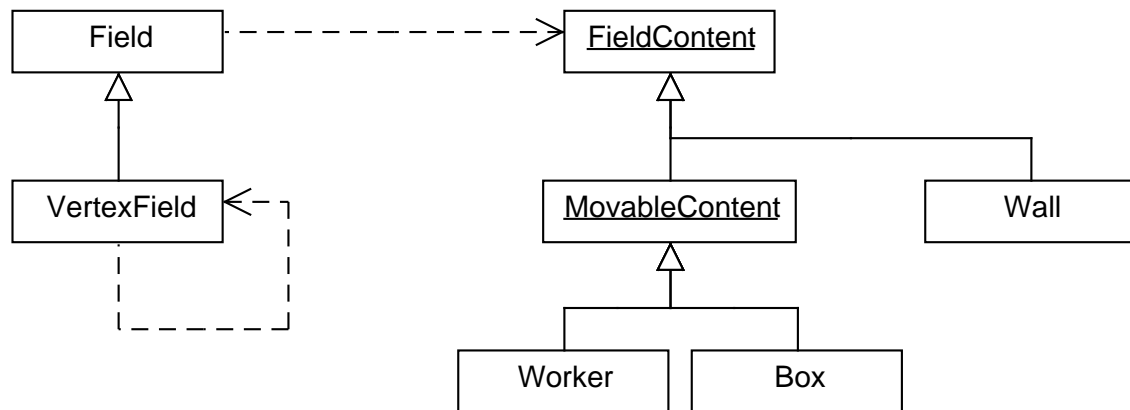 Field
FieldContent
VertexField
MovableContent
Wall
Worker
Box